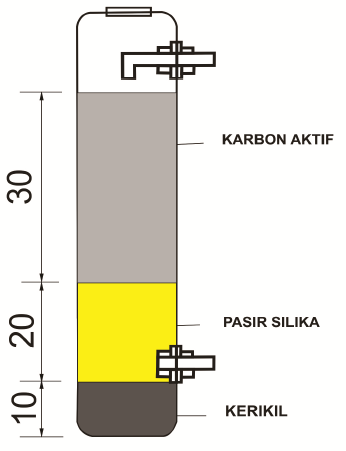 KARBON AKTIF
30
PASIR SILIKA
20
KERIKIL
10